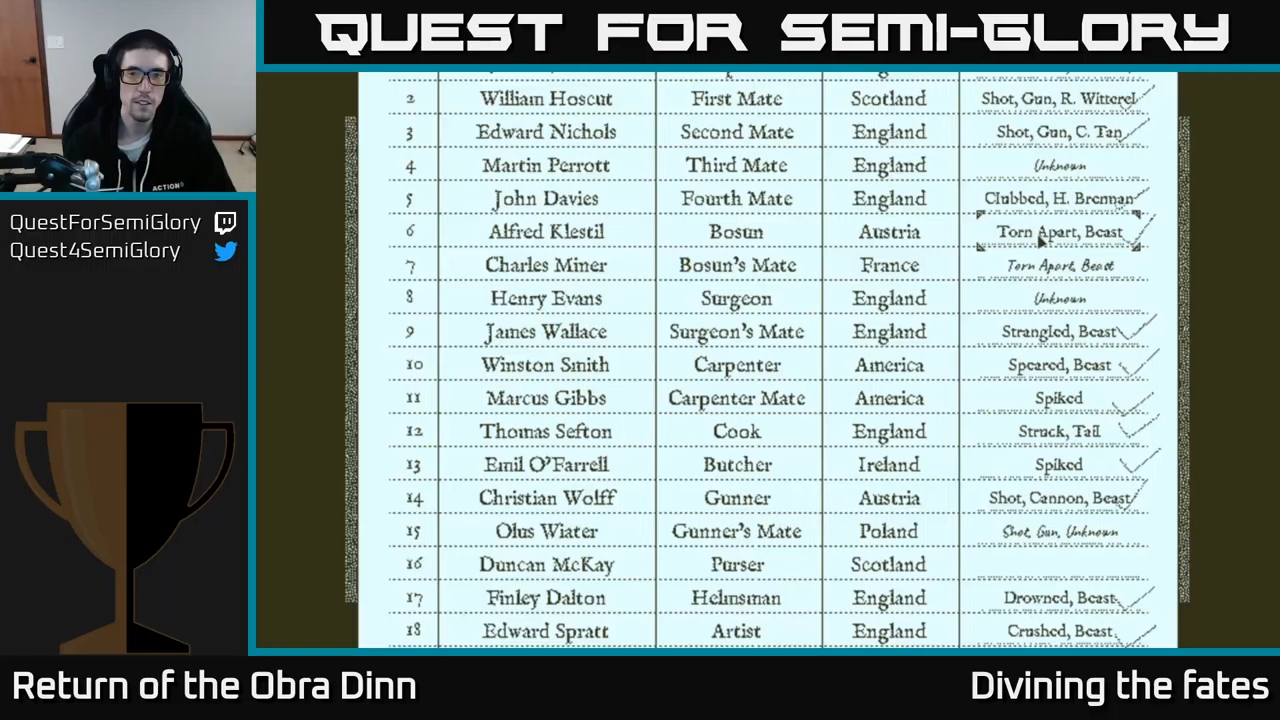 QUEST FOR SEMI-GLORY
ACTION
QuestForSemiGlory
Quest4SemiGlory
2 William Hoscut First Mate Scotland Shot, Gun, R. Witterel
3 Edward Nichols Second Mate England Shot, Gun, C. Tan
4 Martin Perrott Third Mate England Unknown
5 John Davies Fourth Mate England Clubbed, H. Brennan
6 Alfred Klestil Bosun Austria Torn Apart, Beast
7 Charles Miner Bosun's Mate France Torn Apart, Beast
8 Henry Evans Surgeon England Unknown
9 James Wallace Surgeon's Mate England Strangled, Beast
10 Winston Smith Carpenter America Speared, Beast
11 Marcus Gibbs Carpenter Mate America Spiked
12 Thomas Sefton Cook England Struck, Tail
13 Emil O'Farrell Butcher Ireland Spiked
14 Christian Wolff Gunner Austria Shot, Cannon, Beast
15 Olus Wiater Gunner's Mate Poland Shot, Gun, Unknown
16 Duncan McKay Purser Scotland
17 Finley Dalton Helmsman England Drowned, Beast
18 Edward Spratt Artist England Crushed, Beast
Return of the Obra Dinn
Divining the fates